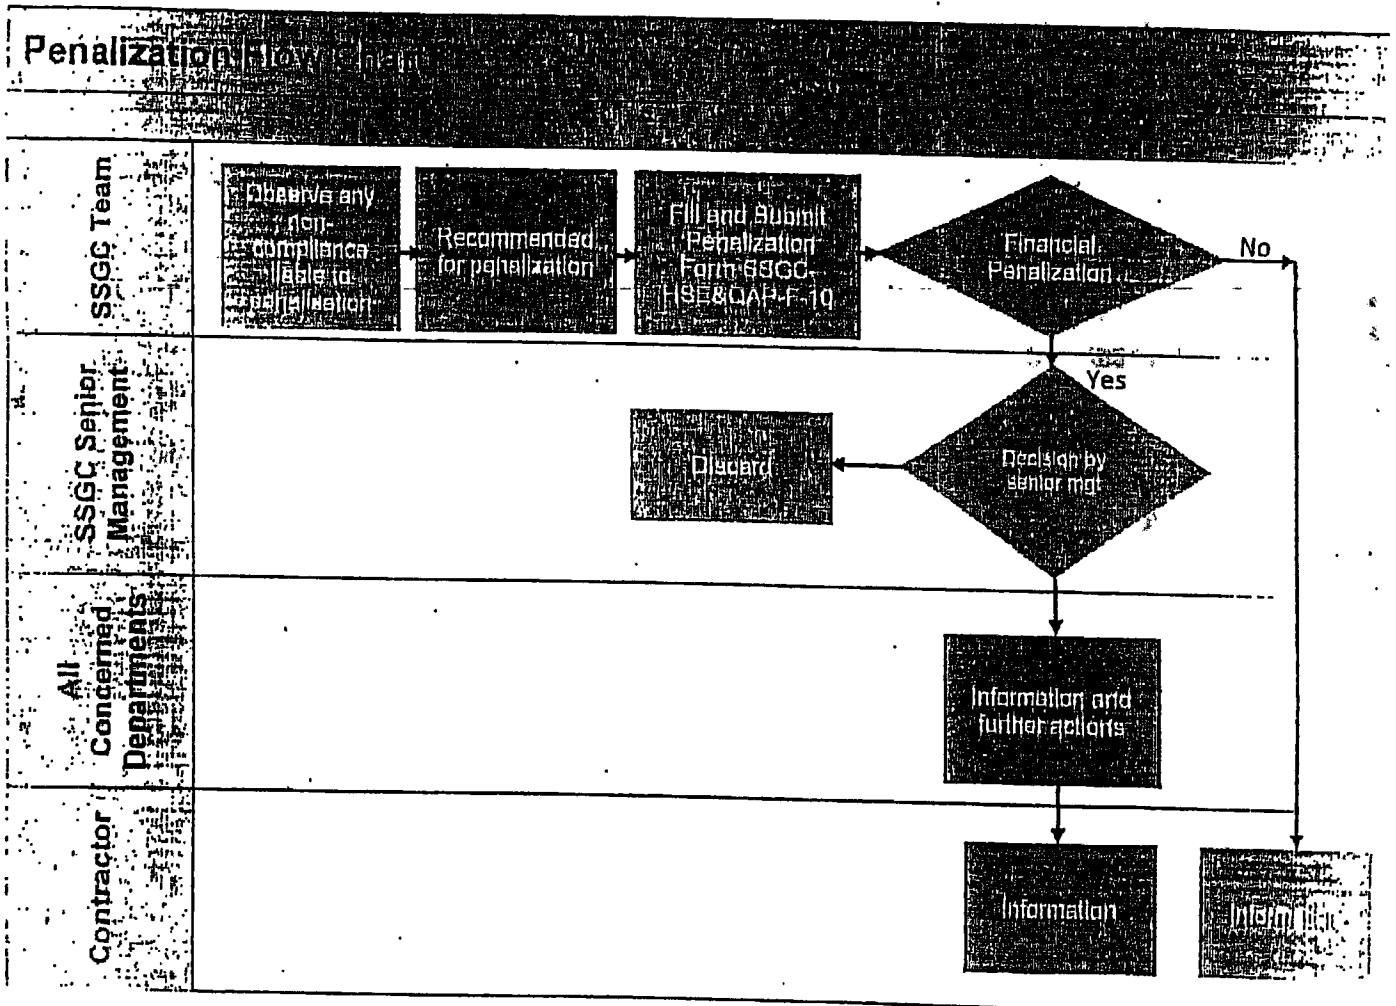 Penalization Flow Chart
SSGC Team
Observe any
non-
compliance
liable to
penalization
Recommended
for penalization
Fill and Submit
Penalization
Form-SSGC-
HSE&QAP-F-10
Financial
Penalization
No
Yes
SSGC Senior
Management
Discard
Decision by
senior mgt
All
Concerned
Departments
Information and
further actions
Contractor
Information